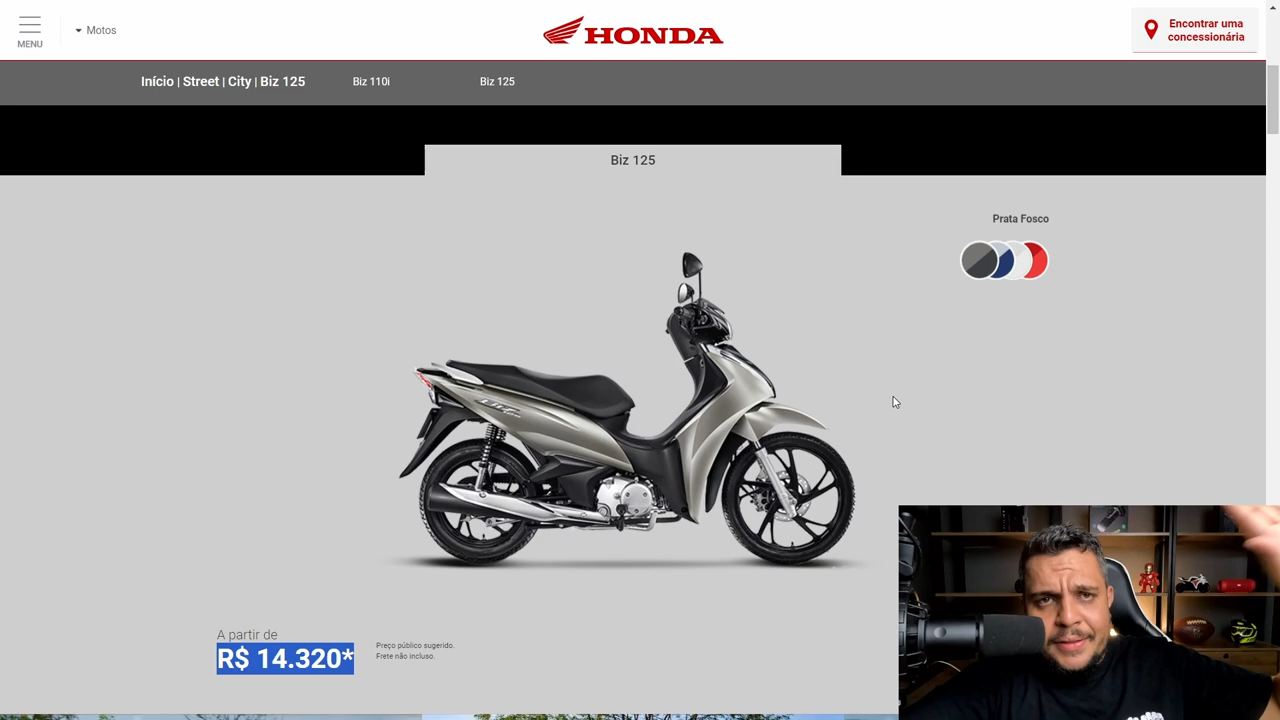 MENU
Motos
HONDA
Encontrar uma
concessionária
Início | Street | City | Biz 125
Biz 110i
Biz 125
Biz 125
Prata Fosco
A partir de
R$ 14.320*
Preço público sugerido.
Frete não incluso.